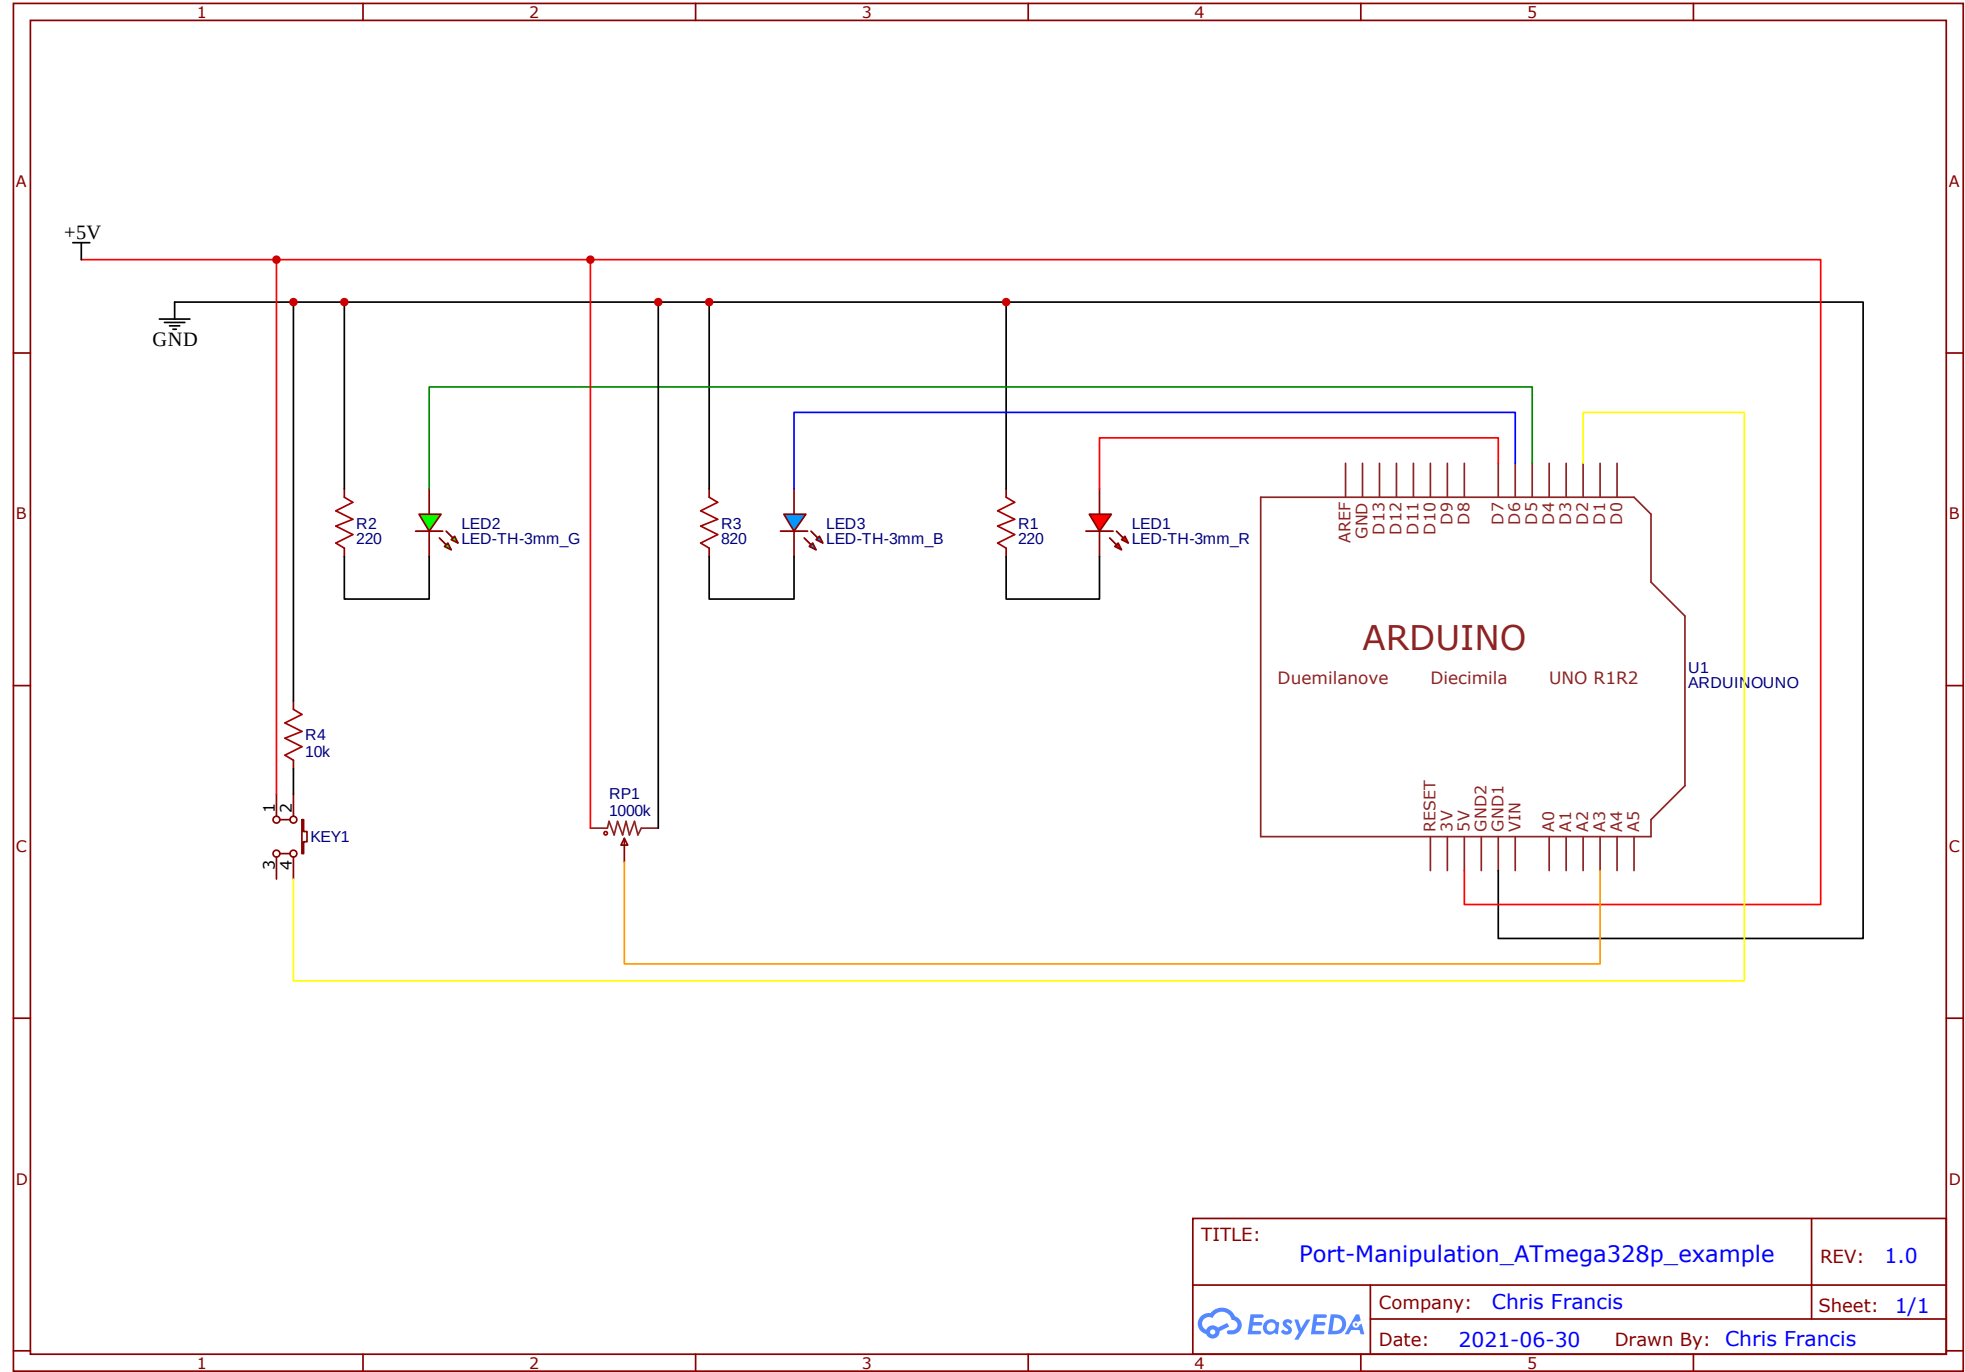 1 2 3 4 5
A A
+5V
GND
B B
R2
220
LED2
LED-TH-3mm_G
R3
820
LED3
LED-TH-3mm_B
R1
220
LED1
LED-TH-3mm_R
AREF GND D13 D12 D11 D10 D9 D8 D7 D6 D5 D4 D3 D2 D1 D0
ARDUINO
Duemilanove Diecimila UNO R1R2
U1
ARDUINOUNO
R4
10k
RP1
1000k
1 2
KEY1
3 4
RESET 3V 5V GND2 GND1 VIN A0 A1 A2 A3 A4 A5
C C
D D
TITLE:
Port-Manipulation_ATmega328p_example
REV: 1.0
EasyEDA
Company: Chris Francis
Sheet: 1/1
Date: 2021-06-30 Drawn By: Chris Francis
1 2 3 4 5